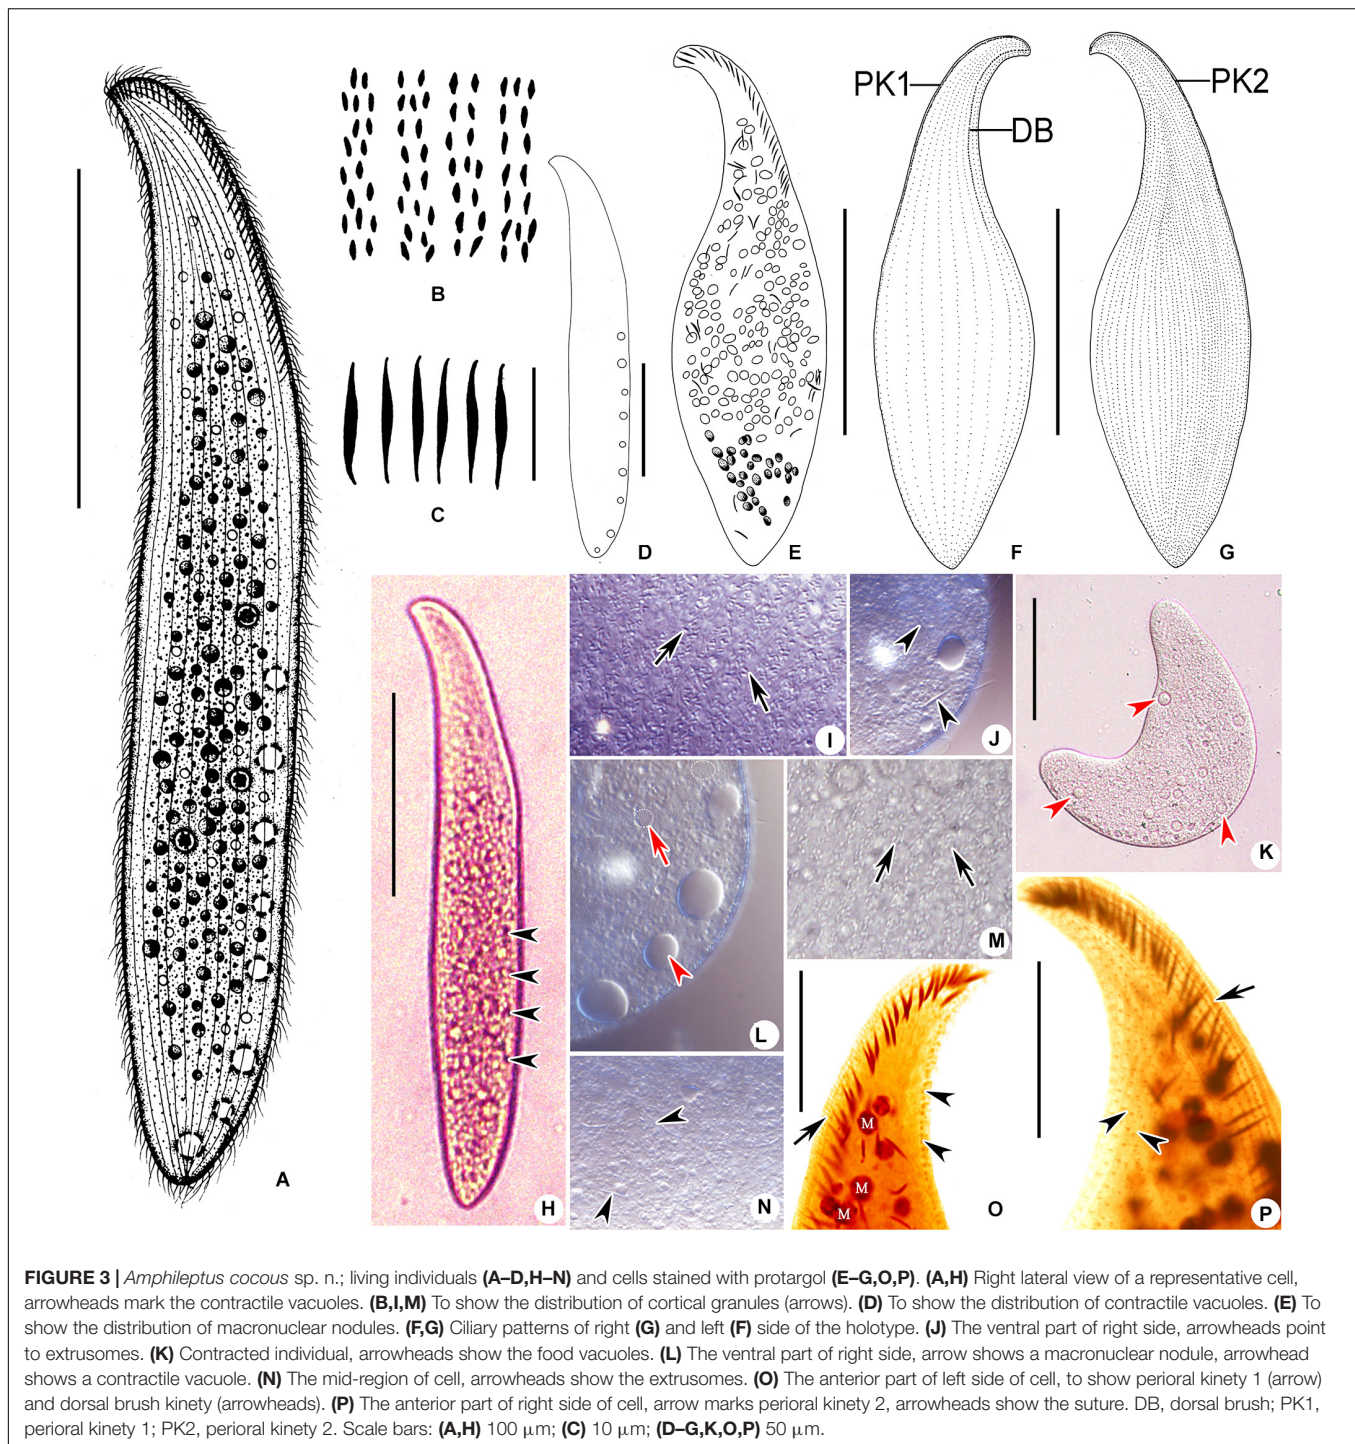 PK1
PK2
DB
B
C
D
E
F
G
A
H
I
J
K
L
M
N
M
M
M
O
P
FIGURE 3 | Amphileptus cocous sp. n.; living individuals (A–D,H–N) and cells stained with protargol (E–G,O,P). (A,H) Right lateral view of a representative cell,
arrowheads mark the contractile vacuoles. (B,I,M) To show the distribution of cortical granules (arrows). (D) To show the distribution of contractile vacuoles. (E) To
show the distribution of macronuclear nodules. (F,G) Ciliary patterns of right (G) and left (F) side of the holotype. (J) The ventral part of right side, arrowheads point
to extrusomes. (K) Contracted individual, arrowheads show the food vacuoles. (L) The ventral part of right side, arrow shows a macronuclear nodule, arrowhead
shows a contractile vacuole. (N) The mid-region of cell, arrowheads show the extrusomes. (O) The anterior part of left side of cell, to show perioral kinety 1 (arrow)
and dorsal brush kinety (arrowheads). (P) The anterior part of right side of cell, arrow marks perioral kinety 2, arrowheads show the suture. DB, dorsal brush; PK1,
perioral kinety 1; PK2, perioral kinety 2. Scale bars: (A,H) 100 μm; (C) 10 μm; (D–G,K,O,P) 50 μm.